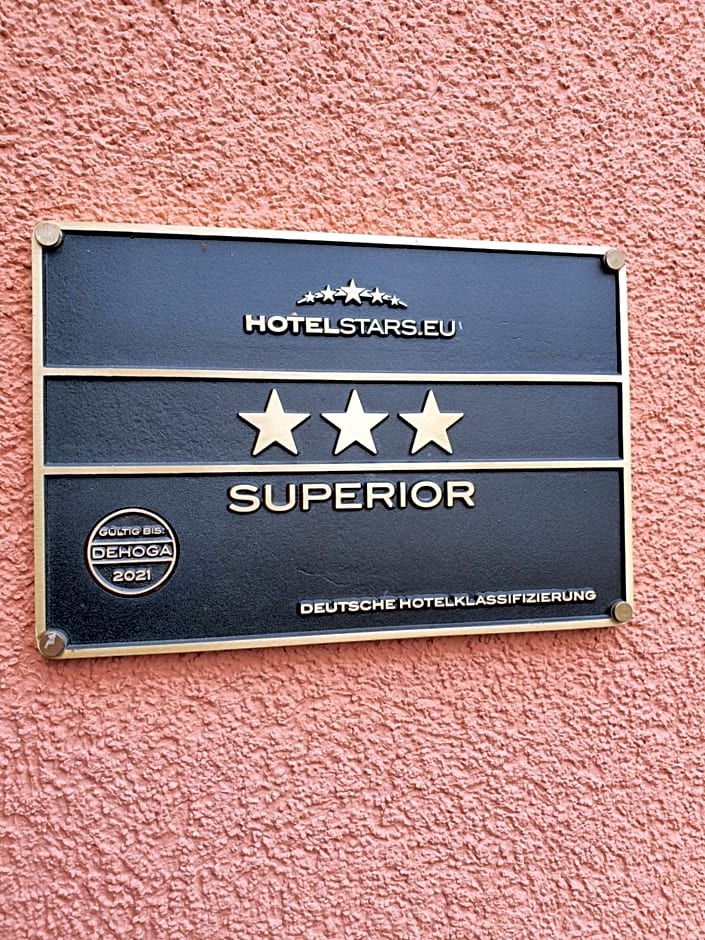 HOTELSTARS.EU
SUPERIOR
GÜLTIG BIS:
DEHOGA
2021
DEUTSCHE HOTELKLASSIFIZIERUNG